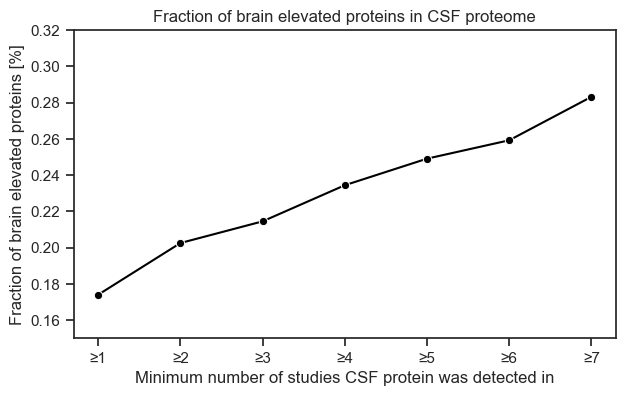 Fraction of brain elevated proteins in CSF proteome
Fraction of brain elevated proteins [%]
0.32
0.30
0.28
0.26
0.24
0.22
0.20
0.18
0.16
≥1 ≥2 ≥3 ≥4 ≥5 ≥6 ≥7
Minimum number of studies CSF protein was detected in